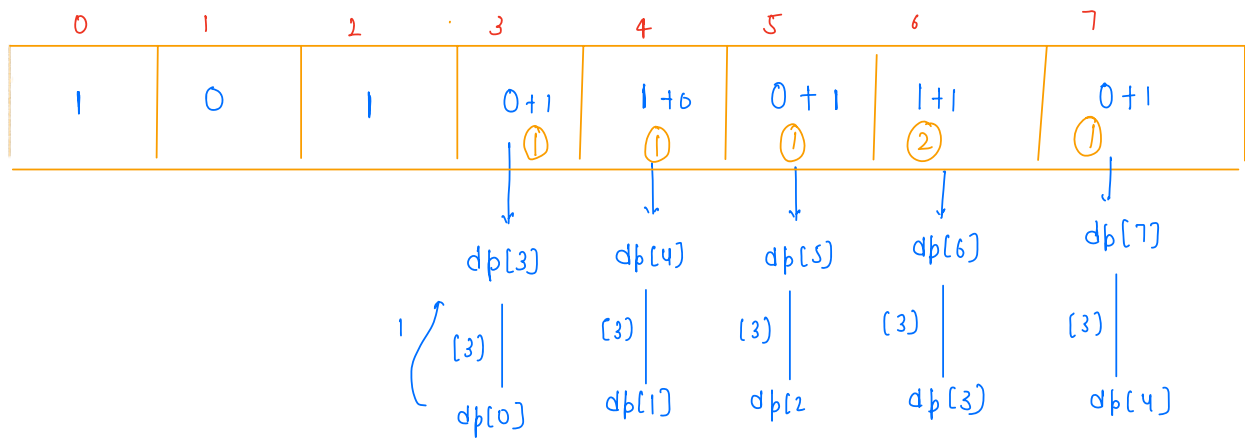 0 1 2 3 4 5 6 7
1 0 1 0+1 1+0 0+1 1+1 0+1
1 1 1 2 1
dp[3] dp[4] dp[5] dp[6] dp[7]
1 [3] [3] [3] [3] [3]
dp[0] dp[1] dp[2 dp[3] dp[4]